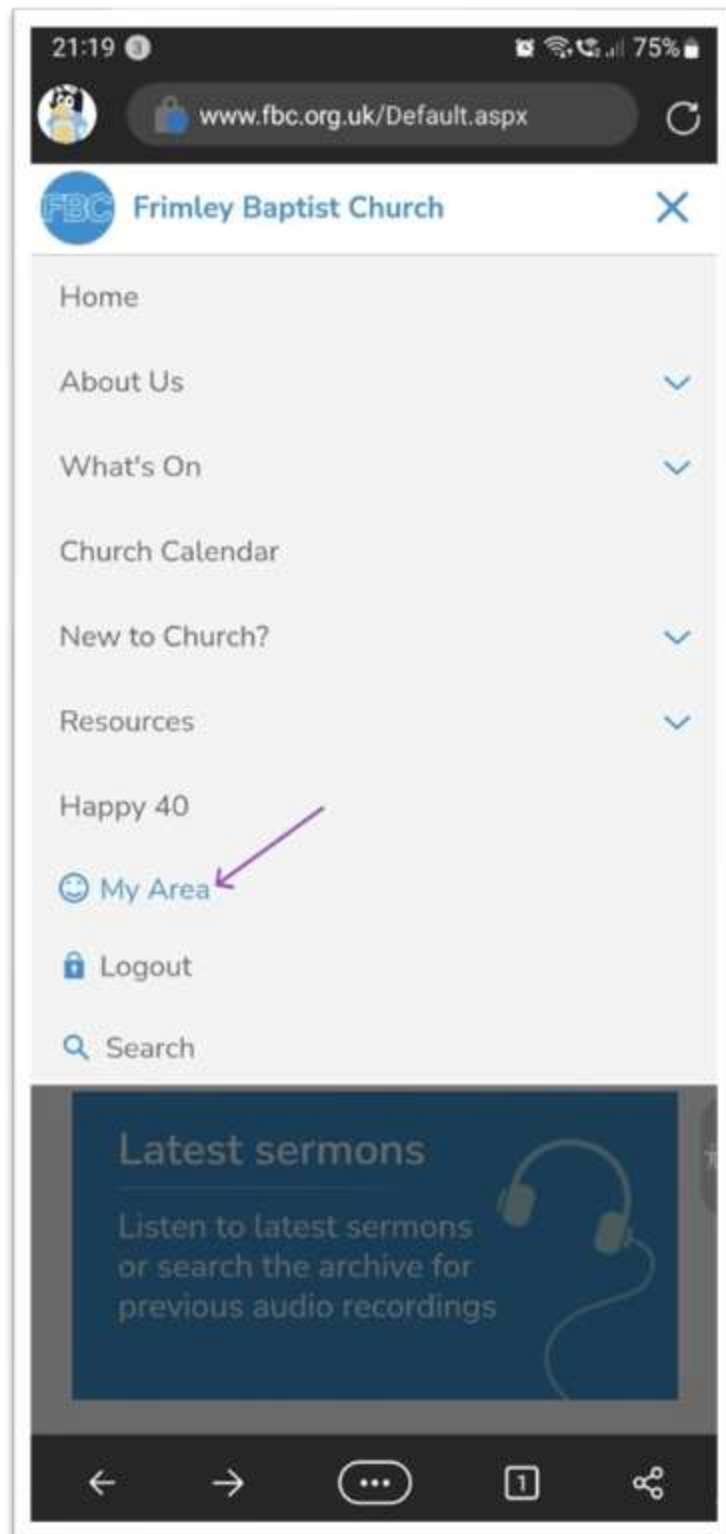 21:19 3 75%
www.fbc.org.uk/Default.aspx
FBC Frimley Baptist Church
Home
About Us
What's On
Church Calendar
New to Church?
Resources
Happy 40
My Area
Logout
Search
Latest sermons
Listen to latest sermons
or search the archive for
previous audio recordings
1